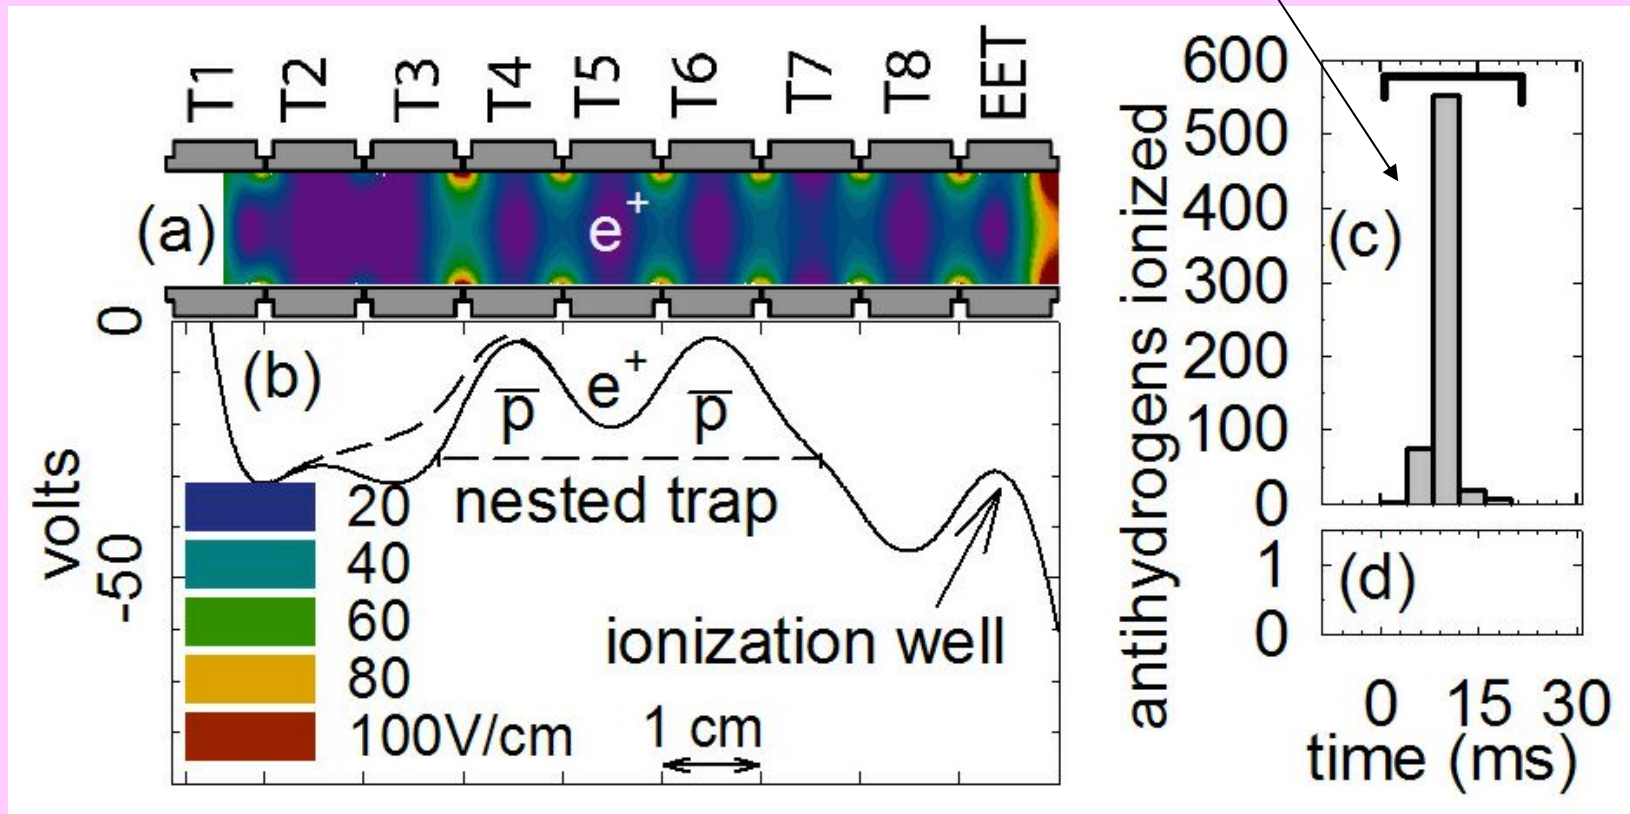 T1 T2 T3 T4 T5 T6 T7 T8 EET
(a)
e+
0
-50
volts
(b)
p̅ e+ p̅
nested trap
20
40
60
80
100V/cm
ionization well
1 cm
antihydrogens ionized
600
500
400
300
200
100
0
(c)
1
0
(d)
0 15 30
time (ms)